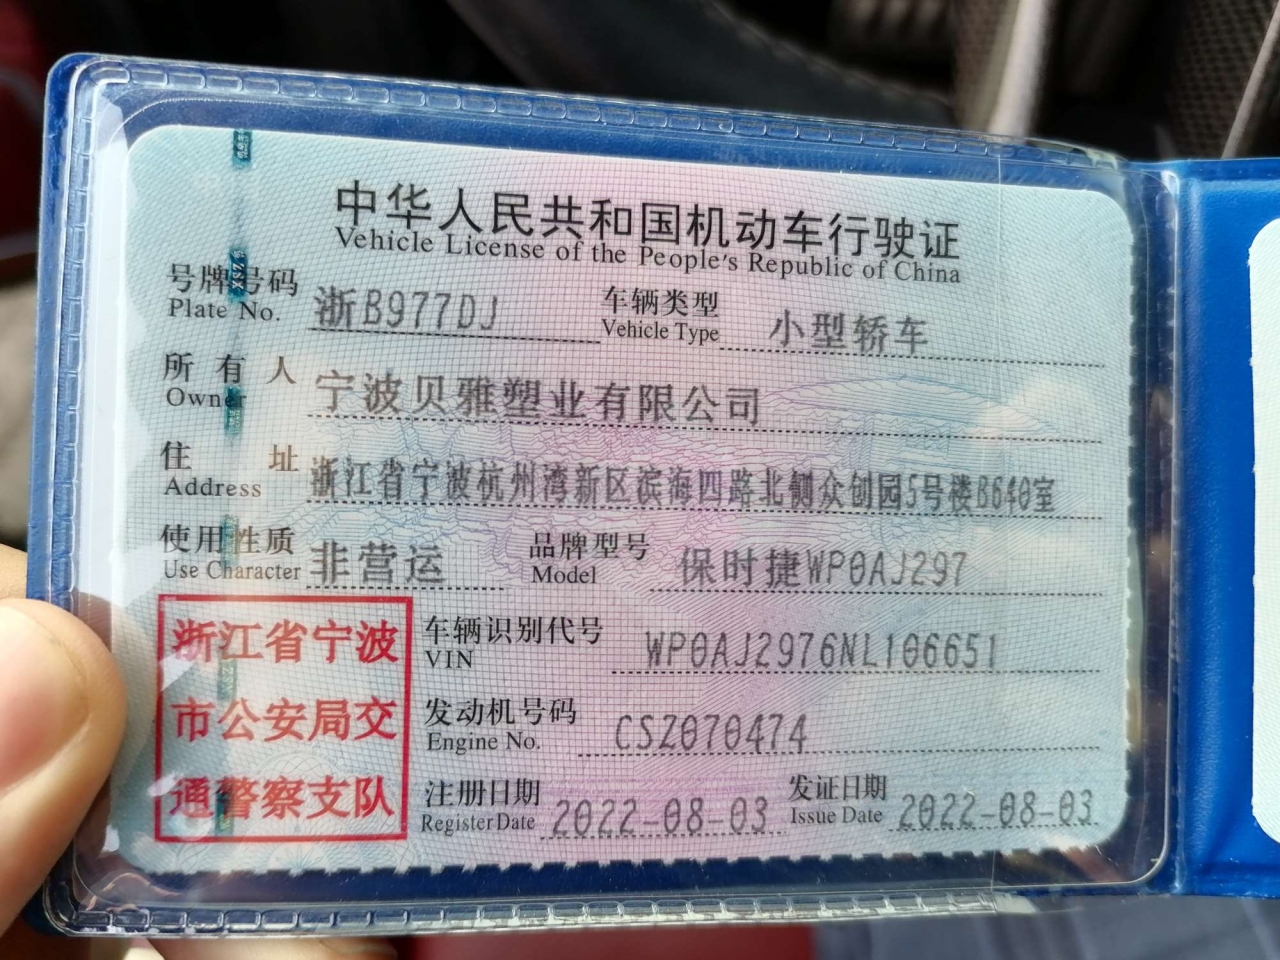 中华人民共和国机动车行驶证
Vehicle License of the People's Republic of China
号牌号码 浙B977DJ 车辆类型 小型轿车
Plate No. Vehicle Type
所有人 宁波贝雅塑业有限公司
Owner
住址 浙江省宁波杭州湾新区滨海四路北侧众创园5号楼B640室
Address
使用性质 非营运 品牌型号 保时捷WP0AJ297
Use Character Model
浙江省宁波
市公安局交
通警察支队
车辆识别代号 WP0AJ2976NL106651
VIN
发动机号码 CSZ070474
Engine No.
注册日期 2022-08-03 发证日期 2022-08-03
Register Date Issue Date